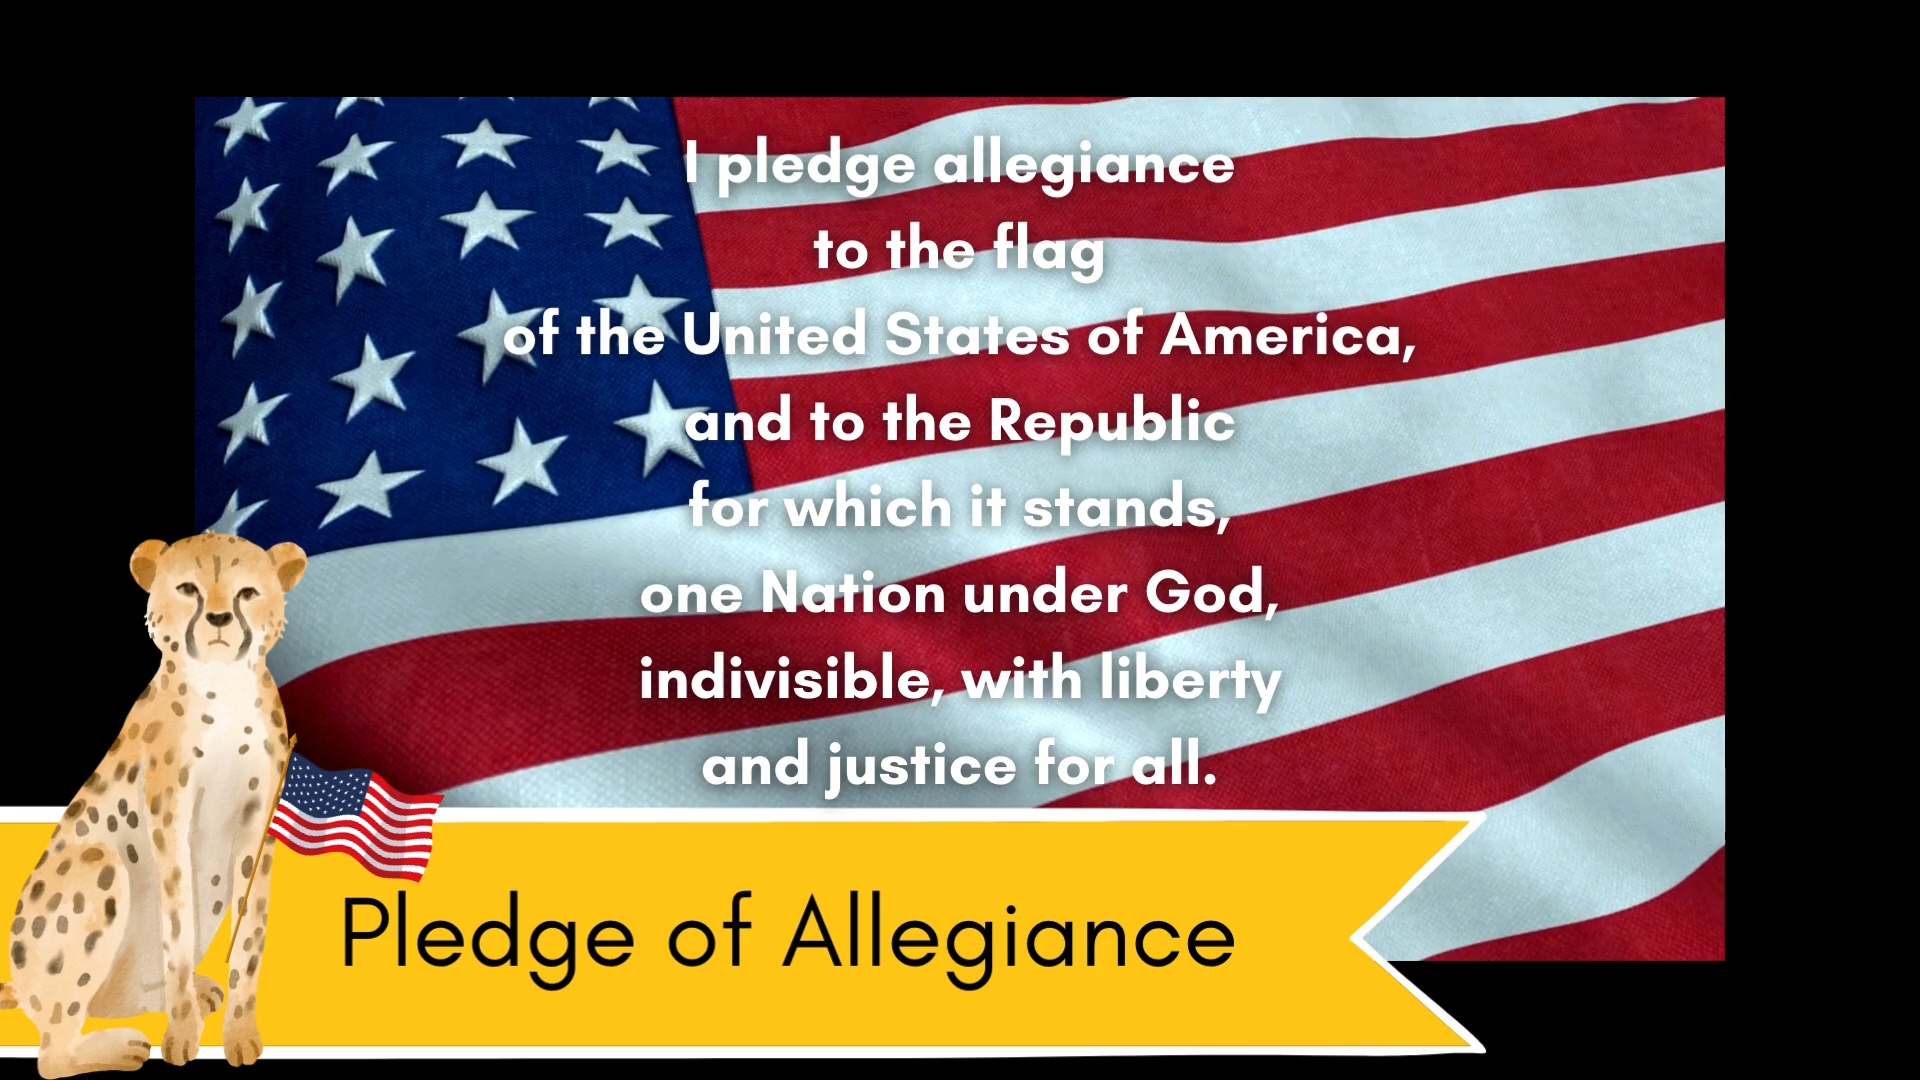 I pledge allegiance
to the flag
of the United States of America,
and to the Republic
for which it stands,
one Nation under God,
indivisible, with liberty
and justice for all.
Pledge of Allegiance